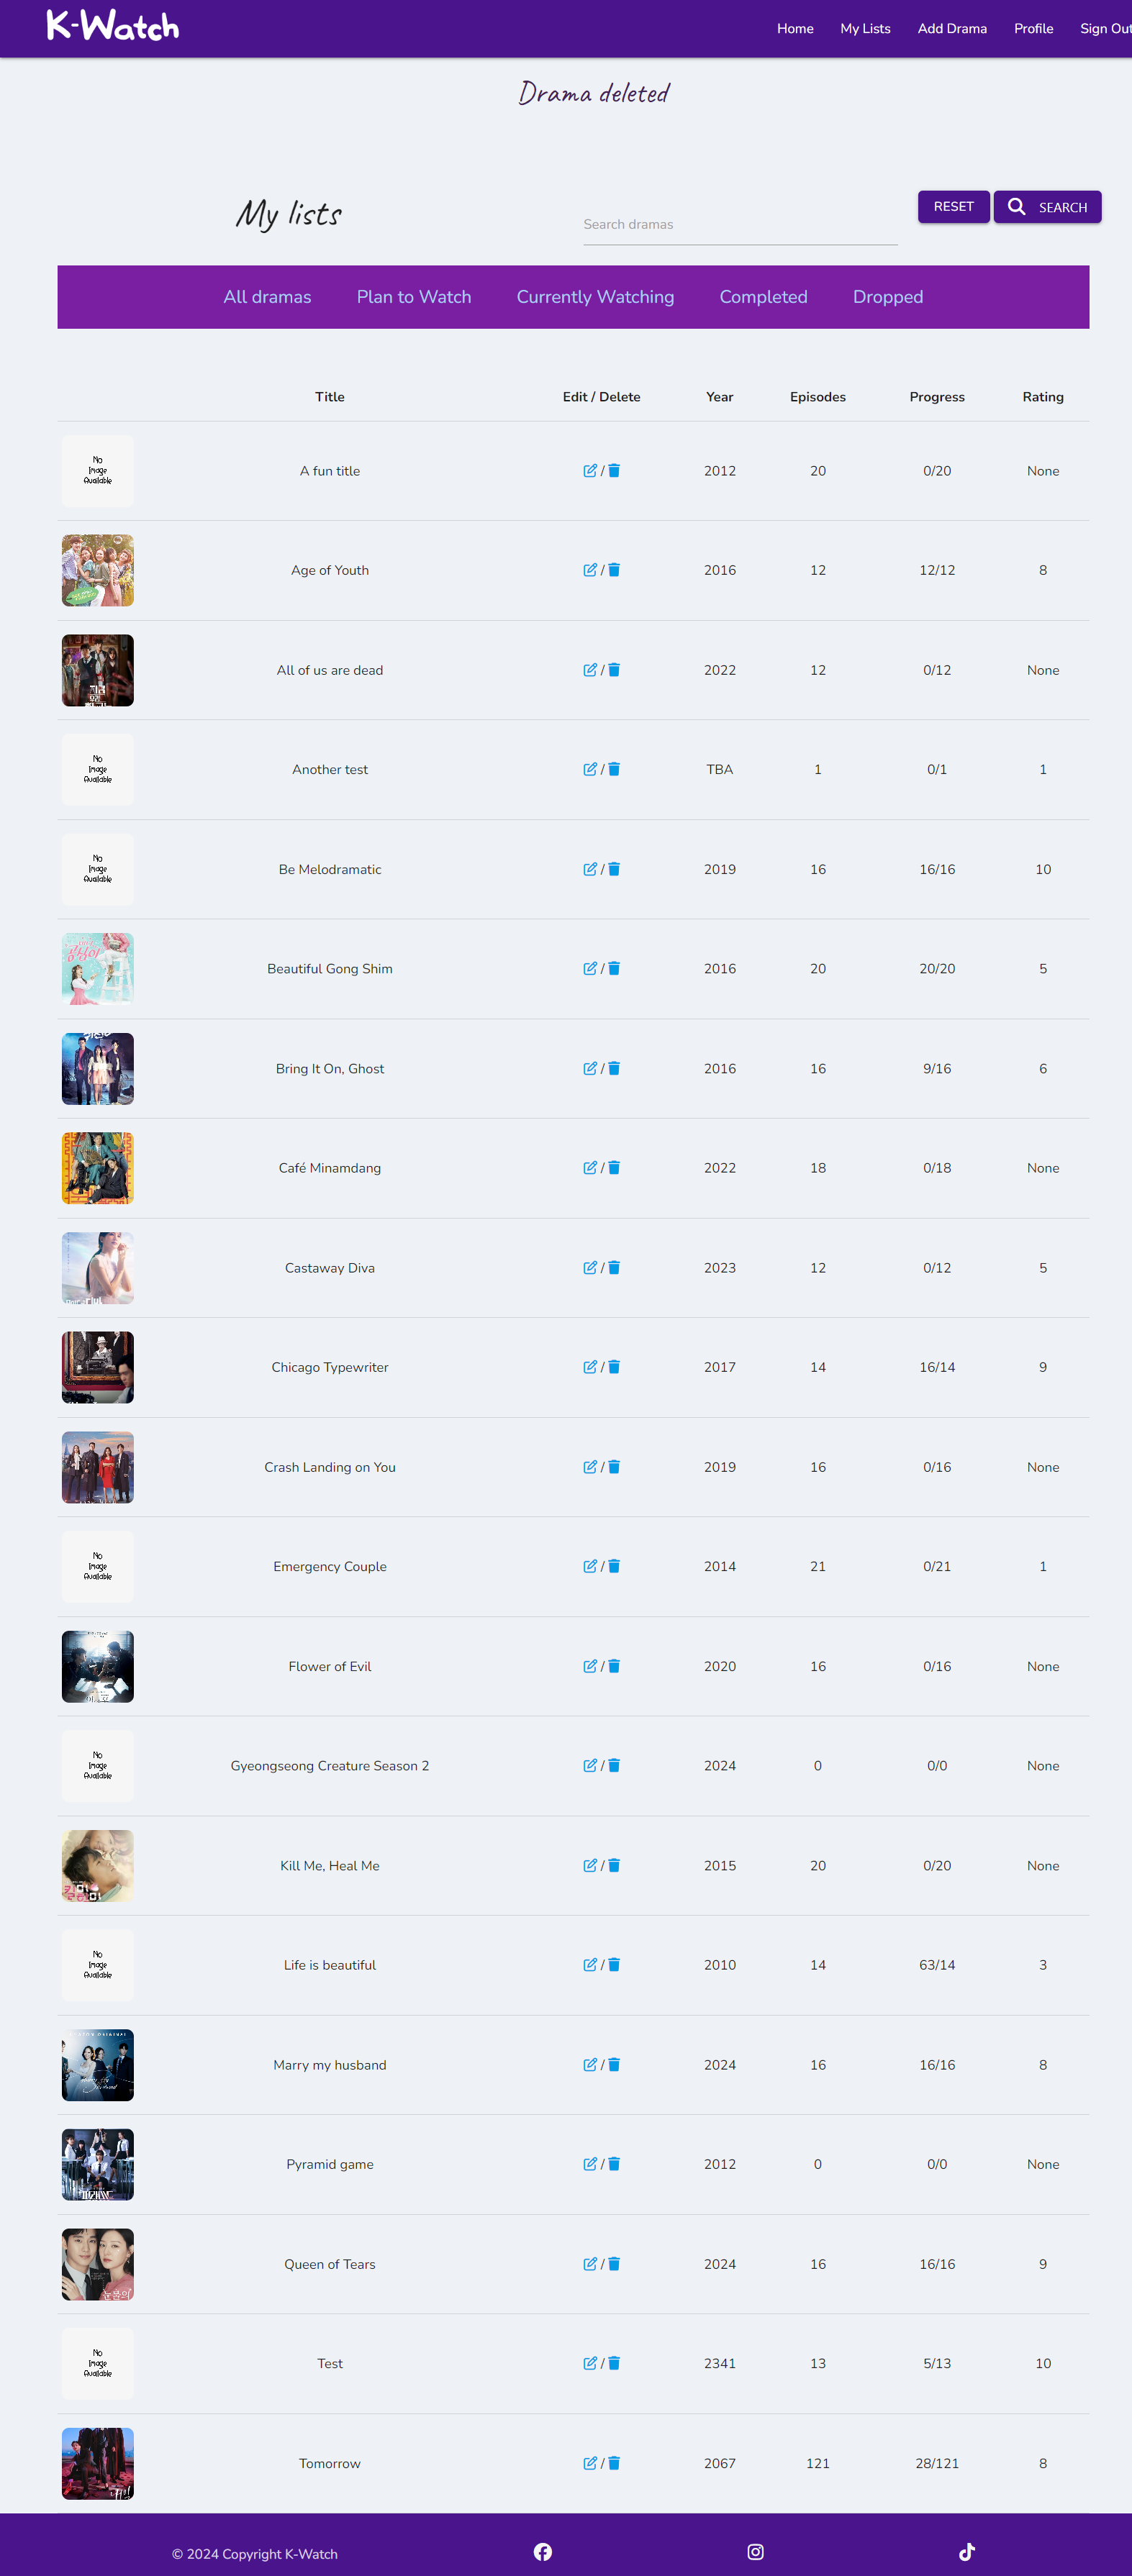 K-Watch
Home My Lists Add Drama Profile Sign Out
Drama deleted
My lists
Search dramas
RESET SEARCH
All dramas Plan to Watch Currently Watching Completed Dropped
Title Edit / Delete Year Episodes Progress Rating
No
Image
Available
A fun title / 2012 20 0/20 None
Age of Youth / 2016 12 12/12 8
All of us are dead / 2022 12 0/12 None
No
Image
Available
Another test / TBA 1 0/1 1
No
Image
Available
Be Melodramatic / 2019 16 16/16 10
Beautiful Gong Shim / 2016 20 20/20 5
Bring It On, Ghost / 2016 16 9/16 6
Café Minamdang / 2022 18 0/18 None
Castaway Diva / 2023 12 0/12 5
Chicago Typewriter / 2017 14 16/14 9
Crash Landing on You / 2019 16 0/16 None
No
Image
Available
Emergency Couple / 2014 21 0/21 1
Flower of Evil / 2020 16 0/16 None
No
Image
Available
Gyeongseong Creature Season 2 / 2024 0 0/0 None
Kill Me, Heal Me / 2015 20 0/20 None
No
Image
Available
Life is beautiful / 2010 14 63/14 3
Marry my husband / 2024 16 16/16 8
Pyramid game / 2012 0 0/0 None
눈물의
Queen of Tears / 2024 16 16/16 9
No
Image
Available
Test / 2341 13 5/13 10
Tomorrow / 2067 121 28/121 8
© 2024 Copyright K-Watch